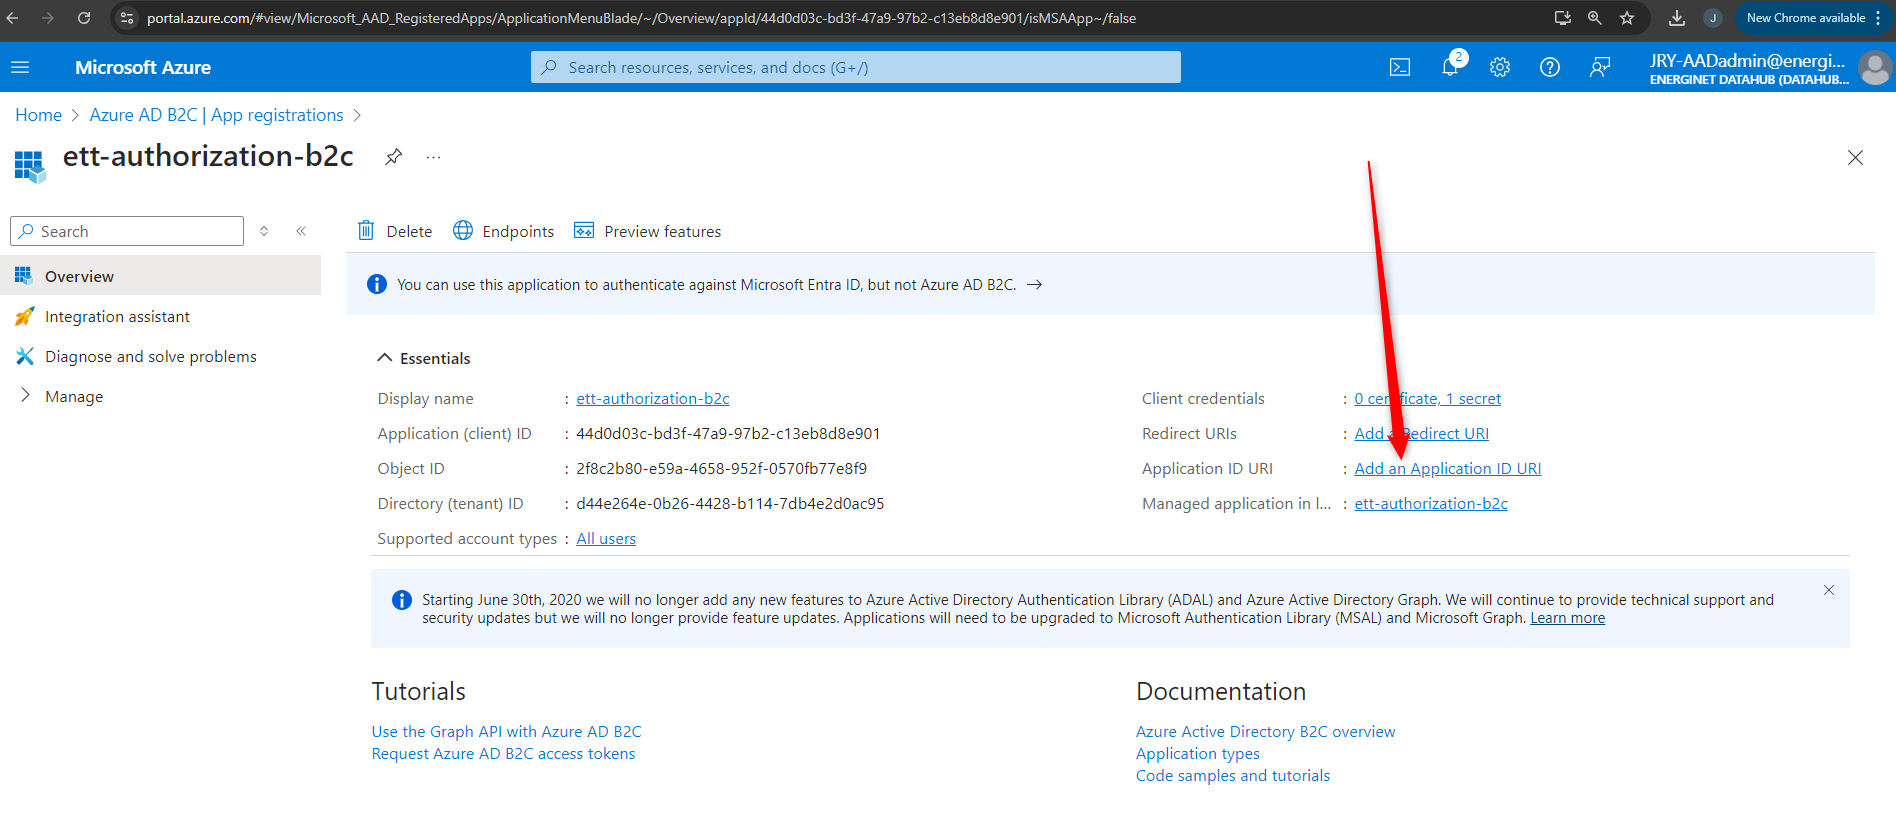 portal.azure.com/#view/Microsoft_AAD_RegisteredApps/ApplicationMenuBlade/~/Overview/appId/44d0d03c-bd3f-47a9-97b2-c13eb8d8e901/isMSAApp~/false
J
New Chrome available
Microsoft Azure
Search resources, services, and docs (G+/)
2
JRY-AADadmin@energi...
ENERGINET DATAHUB (DATAHUB...
Home > Azure AD B2C | App registrations >
ett-authorization-b2c
...
Search
Delete
Endpoints
Preview features
Overview
Integration assistant
Diagnose and solve problems
Manage
You can use this application to authenticate against Microsoft Entra ID, but not Azure AD B2C. →
Essentials
Display name : ett-authorization-b2c
Application (client) ID : 44d0d03c-bd3f-47a9-97b2-c13eb8d8e901
Object ID : 2f8c2b80-e59a-4658-952f-0570fb77e8f9
Directory (tenant) ID : d44e264e-0b26-4428-b114-7db4e2d0ac95
Supported account types : All users
Client credentials : 0 certificate, 1 secret
Redirect URIs : Add a Redirect URI
Application ID URI : Add an Application ID URI
Managed application in l... : ett-authorization-b2c
Starting June 30th, 2020 we will no longer add any new features to Azure Active Directory Authentication Library (ADAL) and Azure Active Directory Graph. We will continue to provide technical support and
security updates but we will no longer provide feature updates. Applications will need to be upgraded to Microsoft Authentication Library (MSAL) and Microsoft Graph. Learn more
Tutorials
Use the Graph API with Azure AD B2C
Request Azure AD B2C access tokens
Documentation
Azure Active Directory B2C overview
Application types
Code samples and tutorials